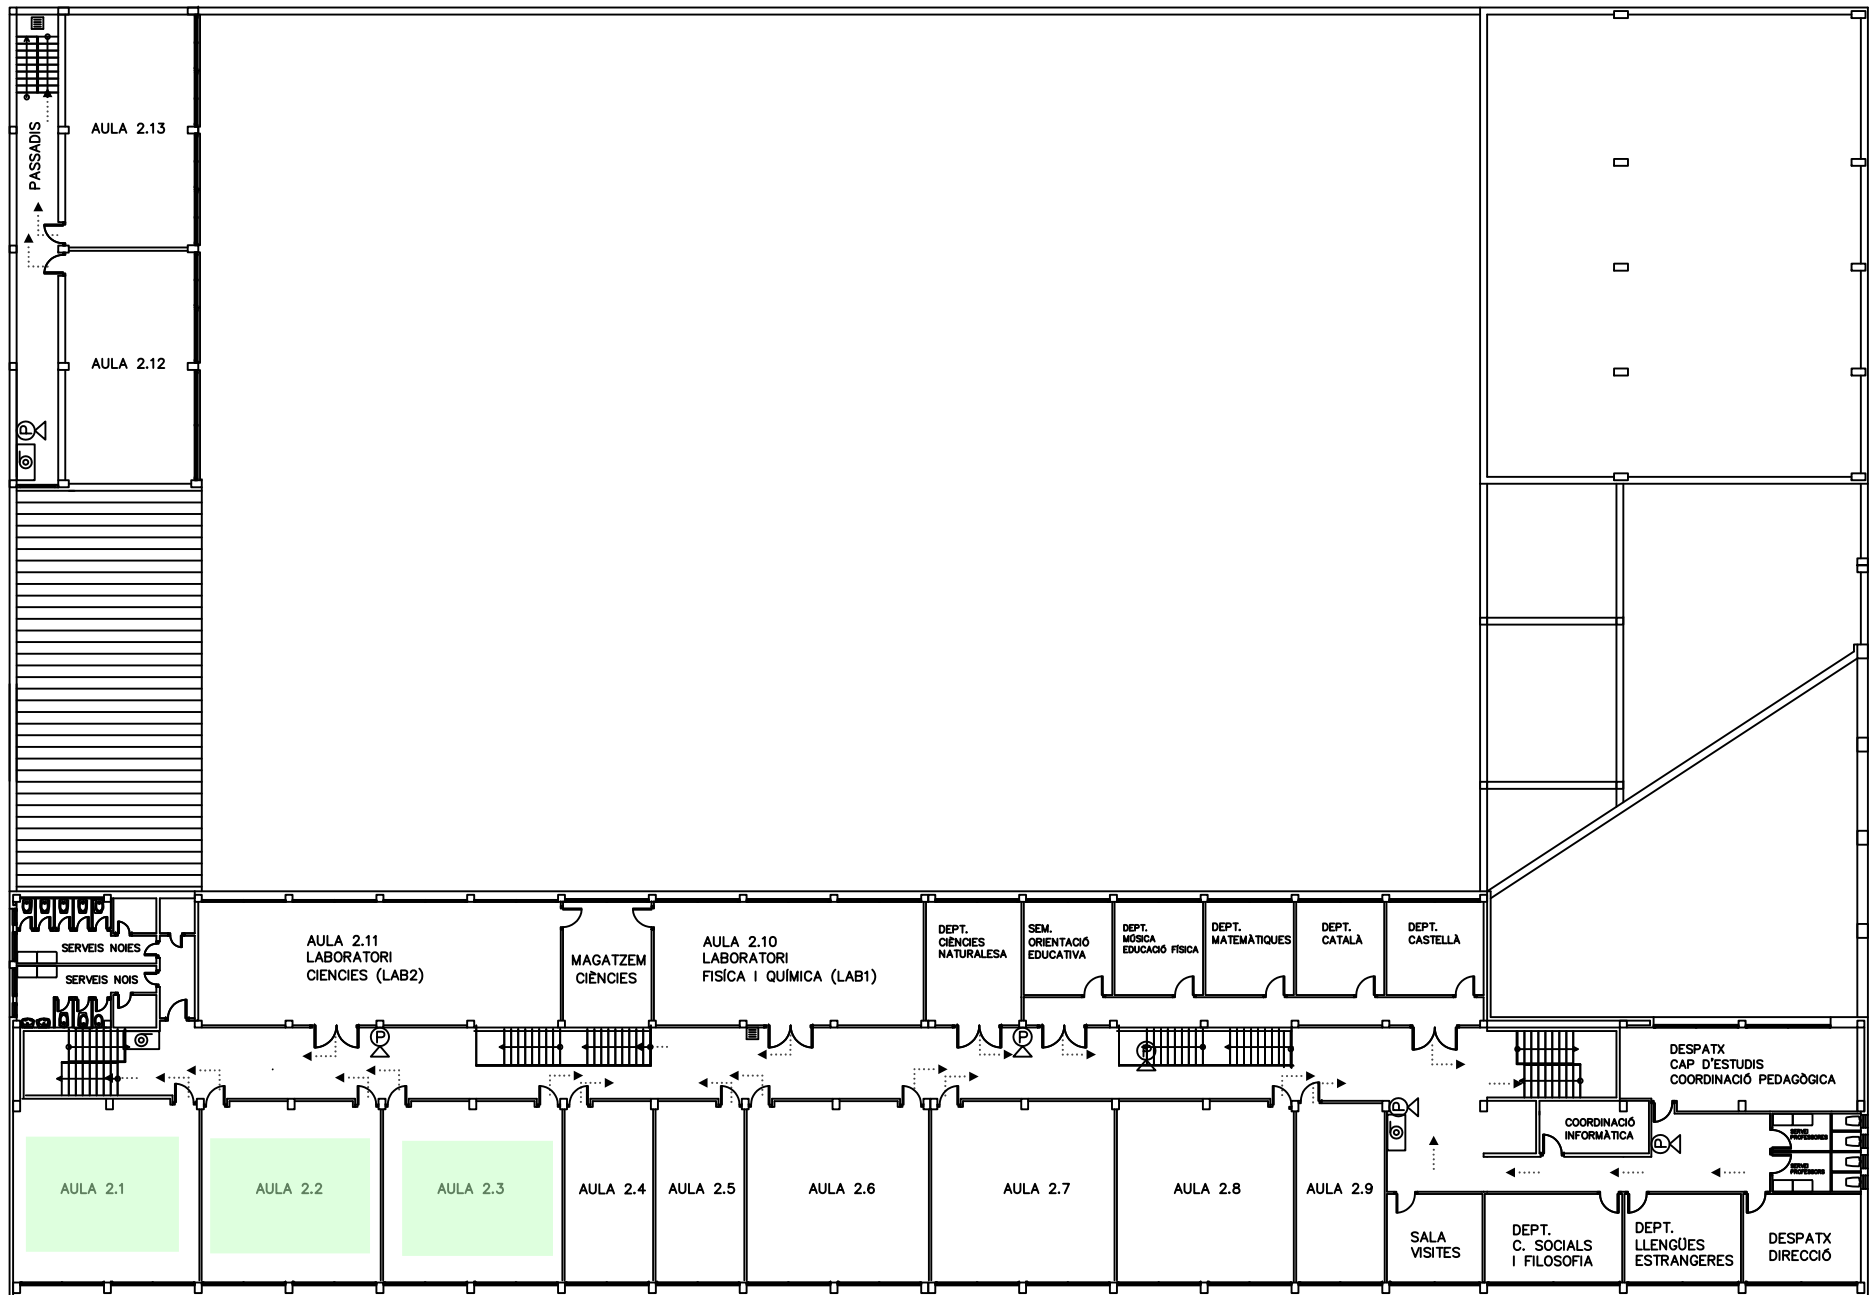 AULA 2.13
PASSADIS
AULA 2.12
P
SERVEIS NOIES
SERVEIS NOIS
AULA 2.11
LABORATORI
CIENCIES (LAB2)
MAGATZEM
CIÈNCIES
AULA 2.10
LABORATORI
FISÍCA I QUÍMICA (LAB1)
DEPT.
CIÈNCIES
NATURALESA
SEM.
ORIENTACIÓ
EDUCATIVA
DEPT.
MÚSICA
EDUCACIÓ FÍSICA
DEPT.
MATEMÀTIQUES
DEPT.
CATALÀ
DEPT.
CASTELLÀ
P
P
P
P
P
DESPATX
CAP D'ESTUDIS
COORDINACIÓ PEDAGÒGICA
COORDINACIÓ
INFORMÀTICA
SERVEI
PROFESSORES
SERVEI
PROFESSORS
AULA 2.1
AULA 2.2
AULA 2.3
AULA 2.4
AULA 2.5
AULA 2.6
AULA 2.7
AULA 2.8
AULA 2.9
SALA
VISITES
DEPT.
C. SOCIALS
I FILOSOFIA
DEPT.
LLENGÜES
ESTRANGERES
DESPATX
DIRECCIÓ